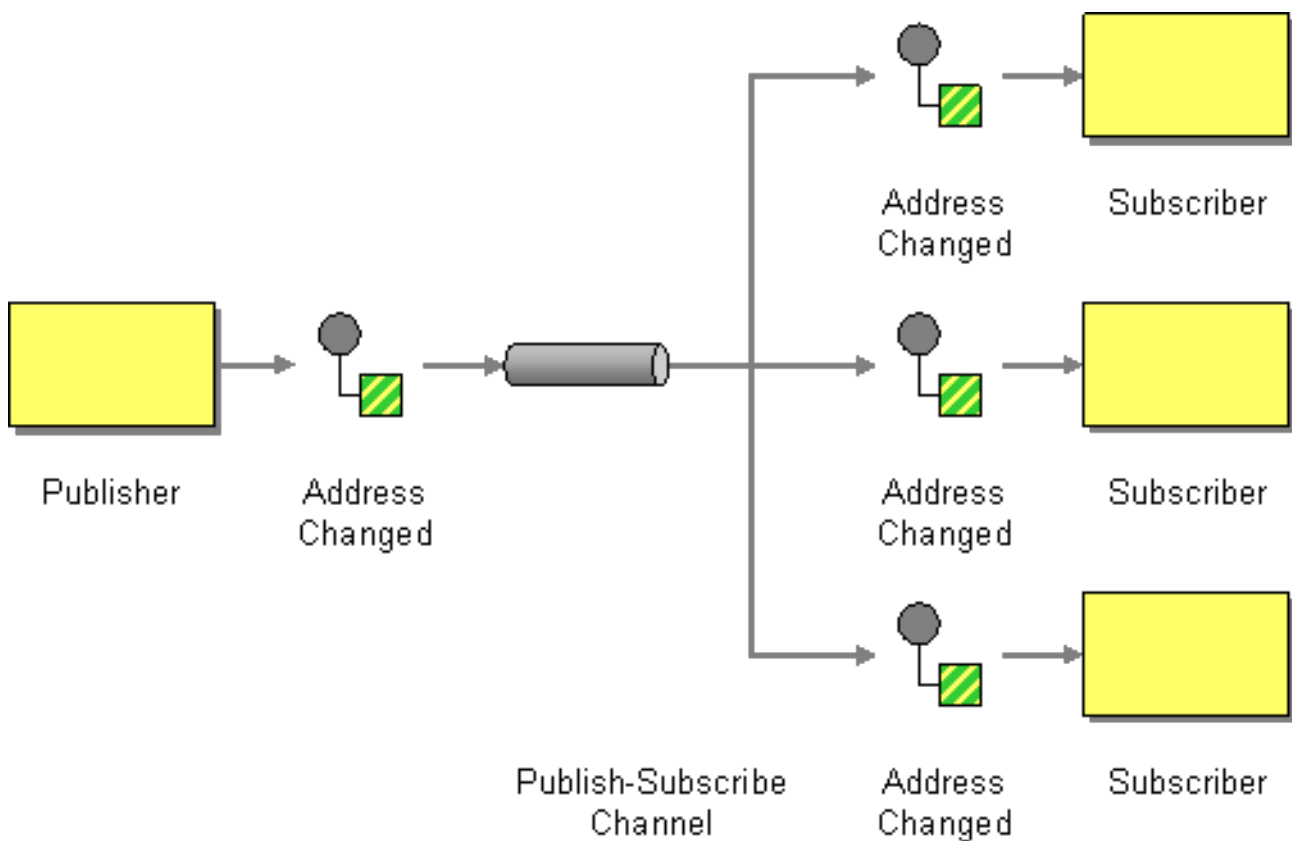 Address
Changed
Subscriber
Publisher
Address
Changed
Address
Changed
Subscriber
Publish-Subscribe
Channel
Address
Changed
Subscriber